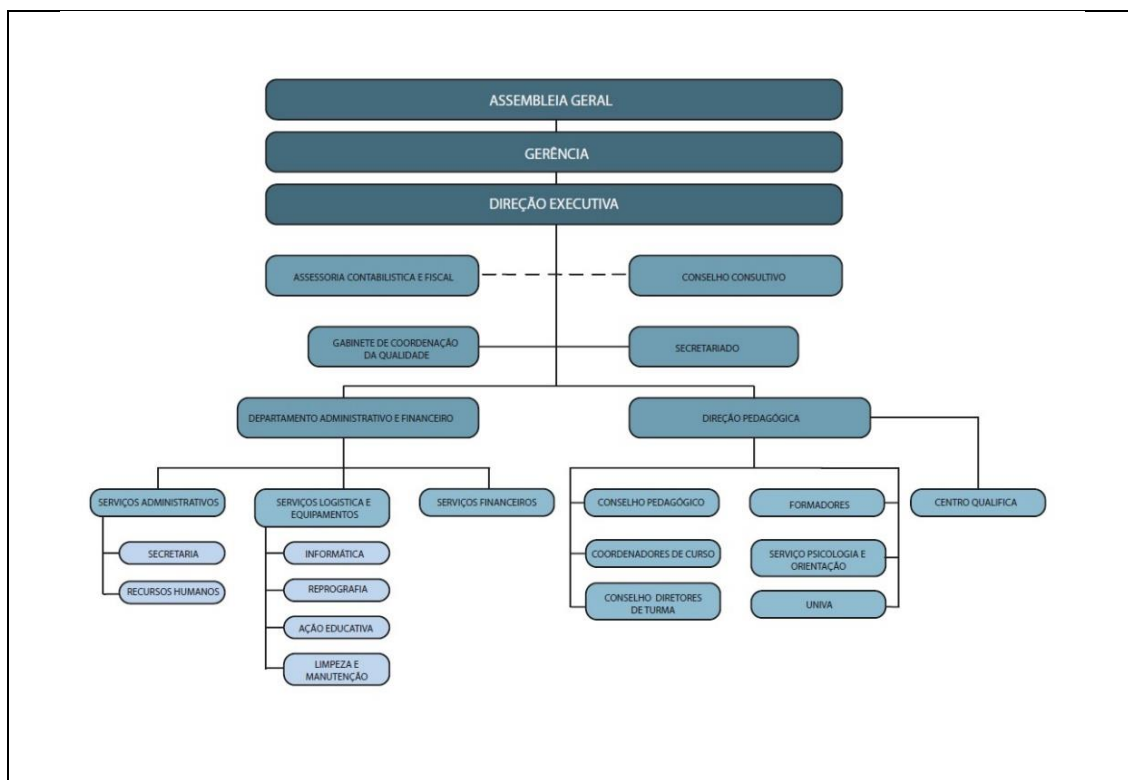 ASSEMBLEIA GERAL
GERÊNCIA
DIREÇÃO EXECUTIVA
ASSESSORIA CONTABILISTICA E FISCAL
CONSELHO CONSULTIVO
GABINETE DE COORDENAÇÃO
DA QUALIDADE
SECRETARIADO
DEPARTAMENTO ADMINISTRATIVO E FINANCEIRO
DIREÇÃO PEDAGÓGICA
SERVIÇOS ADMINISTRATIVOS
SECRETARIA
RECURSOS HUMANOS
SERVIÇOS LOGISTICA E
EQUIPAMENTOS
INFORMÁTICA
REPROGRAFIA
AÇÃO EDUCATIVA
LIMPEZA E
MANUTENÇÃO
SERVIÇOS FINANCEIROS
CONSELHO PEDAGÓGICO
COORDENADORES DE CURSO
CONSELHO DIRETORES
DE TURMA
FORMADORES
SERVIÇO PSICOLOGIA E
ORIENTAÇÃO
UNIVA
CENTRO QUALIFICA